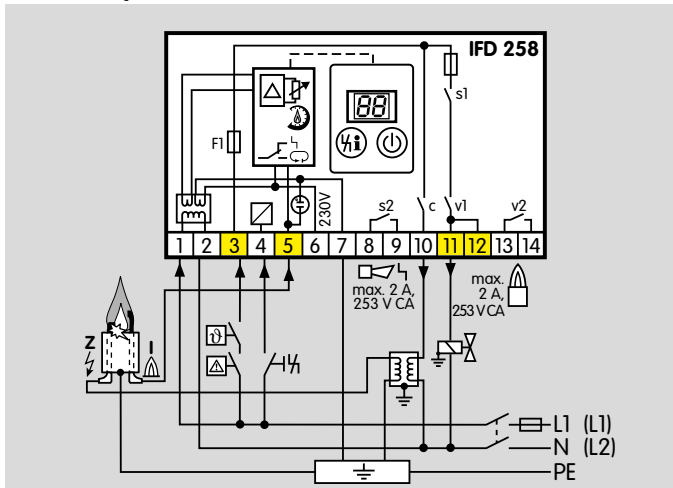 IFD 258
s1
88
F1
i
230V
s2
c
v1
v2
1 2 3 4 5 6 7 8 9 10 11 12 13 14
max. 2 A,
253 V CA
max.
2 A,
253 V CA
ϑ
Z
I
L1 (L1)
N (L2)
PE